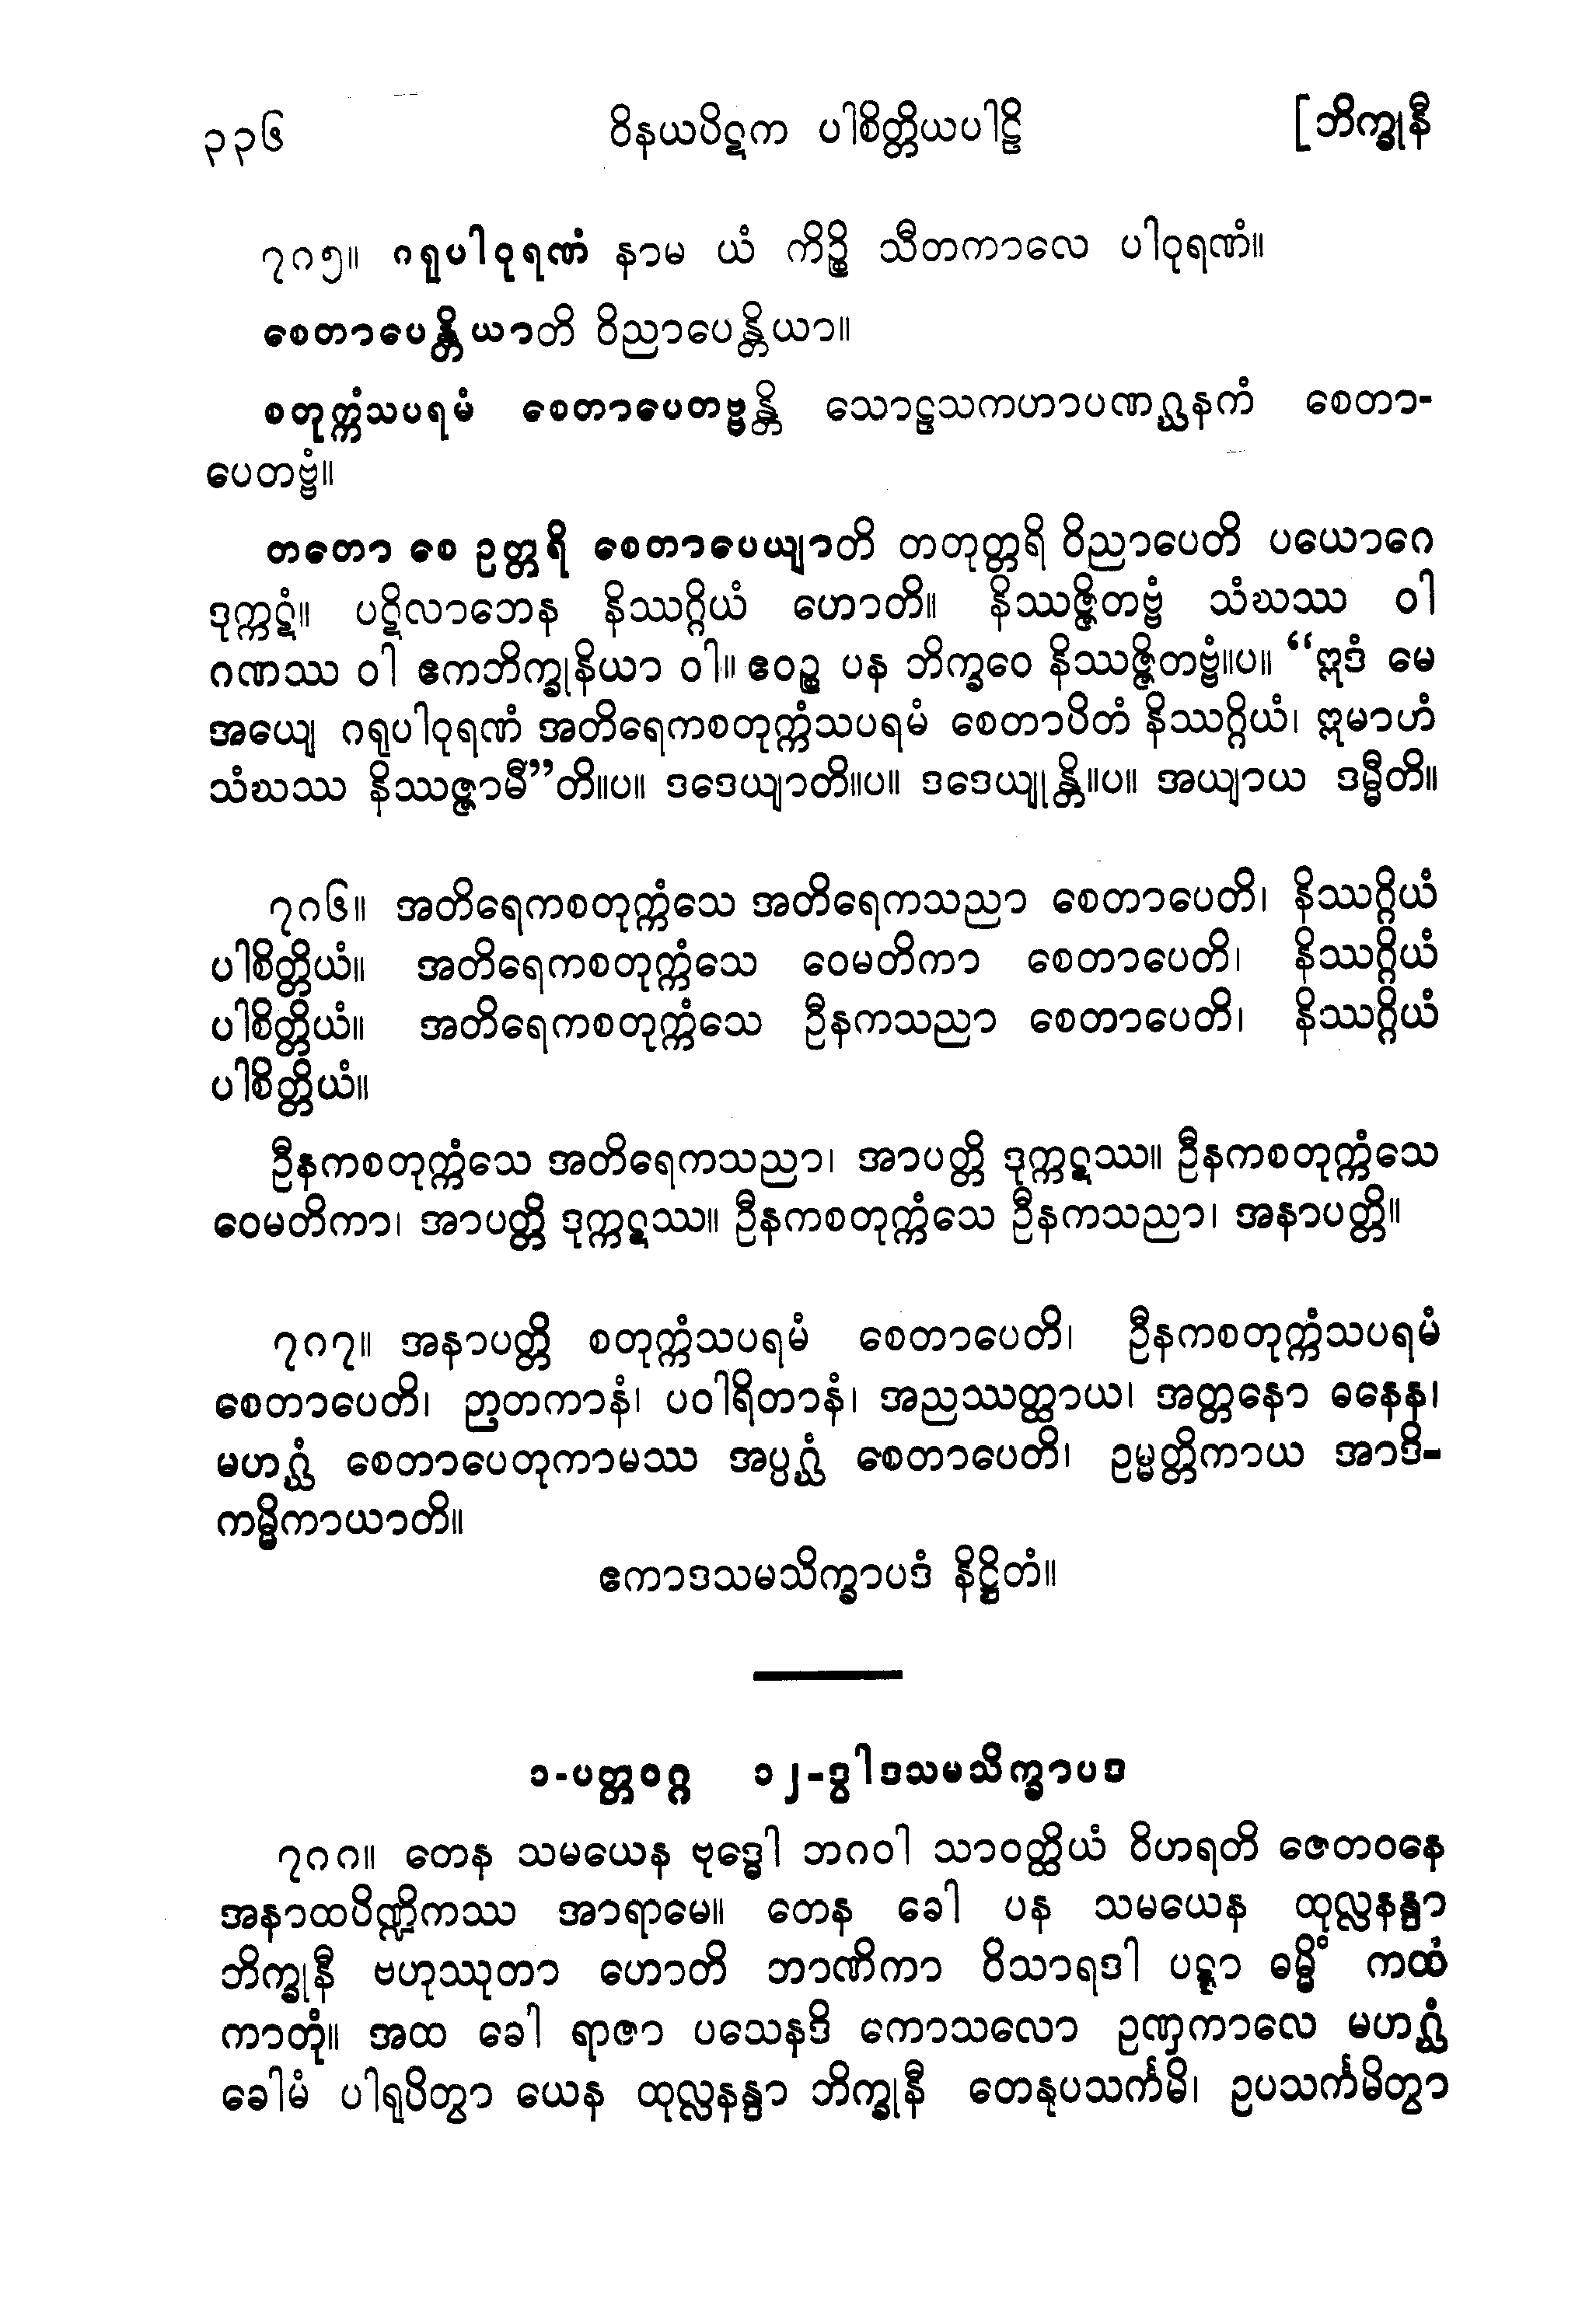 ၃၃၆ ဝိနယပိဋက ပါစိတ္တိယပါဠိ [ဘိက္ခုနီ
၇၈၅။ ဂရုပါဝုရဏံ နာမ ယံ ကိဉ္စိ သီတကာလေ ပါဝုရဏံ။
စေတာပေန္တိယာတိ ဝိညာပေန္တိယာ။
စတုက္ကံသပရမံ စေတာပေတဗ္ဗန္တိ သောဠသကဟာပဏဂ္ဃနကံ စေတာ-
ပေတဗ္ဗံ။
တတော စေ ဥတ္တရိ စေတာပေယျာတိ တတုတ္တရိ ဝိညာပေတိ ပယောဂေ
ဒုက္ကဋံ။ ပဋိလာဘေန နိဿဂ္ဂိယံ ဟောတိ။ နိဿဇ္ဇိတဗ္ဗံ သံဃဿ ဝါ
ဂဏဿ ဝါ ဧကဘိက္ခုနိယာ ဝါ။ ဧဝဉ္စ ပန ဘိက္ခဝေ နိဿဇ္ဇိတဗ္ဗံ။ပ။ “ဣဒံ မေ
အယျေ ဂရုပါဝုရဏံ အတိရေကစတုက္ကံသပရမံ စေတာပိတံ နိဿဂ္ဂိယံ၊ ဣမာဟံ
သံဃဿ နိဿဇ္ဇာမီ”တိ။ပ။ ဒဒေယျာတိ။ပ။ ဒဒေယျုန္တိ။ပ။ အယျာယ ဒမ္မီတိ။
၇၈၆။ အတိရေကစတုက္ကံသေ အတိရေကသညာ စေတာပေတိ၊ နိဿဂ္ဂိယံ
ပါစိတ္တိယံ။ အတိရေကစတုက္ကံသေ ဝေမတိကာ စေတာပေတိ၊ နိဿဂ္ဂိယံ
ပါစိတ္တိယံ။ အတိရေကစတုက္ကံသေ ဦနကသညာ စေတာပေတိ၊ နိဿဂ္ဂိယံ
ပါစိတ္တိယံ။
ဦနကစတုက္ကံသေ အတိရေကသညာ၊ အာပတ္တိ ဒုက္ကဋဿ။ ဦနကစတုက္ကံသေ
ဝေမတိကာ၊ အာပတ္တိ ဒုက္ကဋဿ။ ဦနကစတုက္ကံသေ ဦနကသညာ၊ အနာပတ္တိ။
၇၈၇။ အနာပတ္တိ စတုက္ကံသပရမံ စေတာပေတိ၊ ဦနကစတုက္ကံသပရမံ
စေတာပေတိ၊ ဉာတကာနံ၊ ပဝါရိတာနံ၊ အညဿတ္ထာယ၊ အတ္တနော ဓနေန၊
မဟဂ္ဃံ စေတာပေတုကာမဿ အပ္ပဂ္ဃံ စေတာပေတိ၊ ဥမ္မတ္တိကာယ အာဒိ-
ကမ္မိကာယာတိ။
ဧကာဒသမသိက္ခာပဒံ နိဋ္ဌိတံ။
၁-ပတ္တဝဂ္ဂ ၁၂-ဒွါဒသမသိက္ခာပဒ
၇၈၈။ တေန သမယေန ဗုဒ္ဓေါ ဘဂဝါ သာဝတ္ထိယံ ဝိဟရတိ ဇေတဝနေ
အနာထပိဏ္ဍိကဿ အာရာမေ။ တေန ခေါ ပန သမယေန ထုလ္လနန္ဒာ
ဘိက္ခုနီ ဗဟုဿုတာ ဟောတိ ဘာဏိကာ ဝိသာရဒါ ပဋ္ဋာ ဓမ္မိံ ကထံ
ကာတုံ။ အထ ခေါ ရာဇာ ပသေနဒိ ကောသလော ဥဏှကာလေ မဟဂ္ဃံ
ခေါမံ ပါရုပိတွာ ယေန ထုလ္လနန္ဒာ ဘိက္ခုနီ တေနုပသင်္ကမိ၊ ဥပသင်္ကမိတွာ